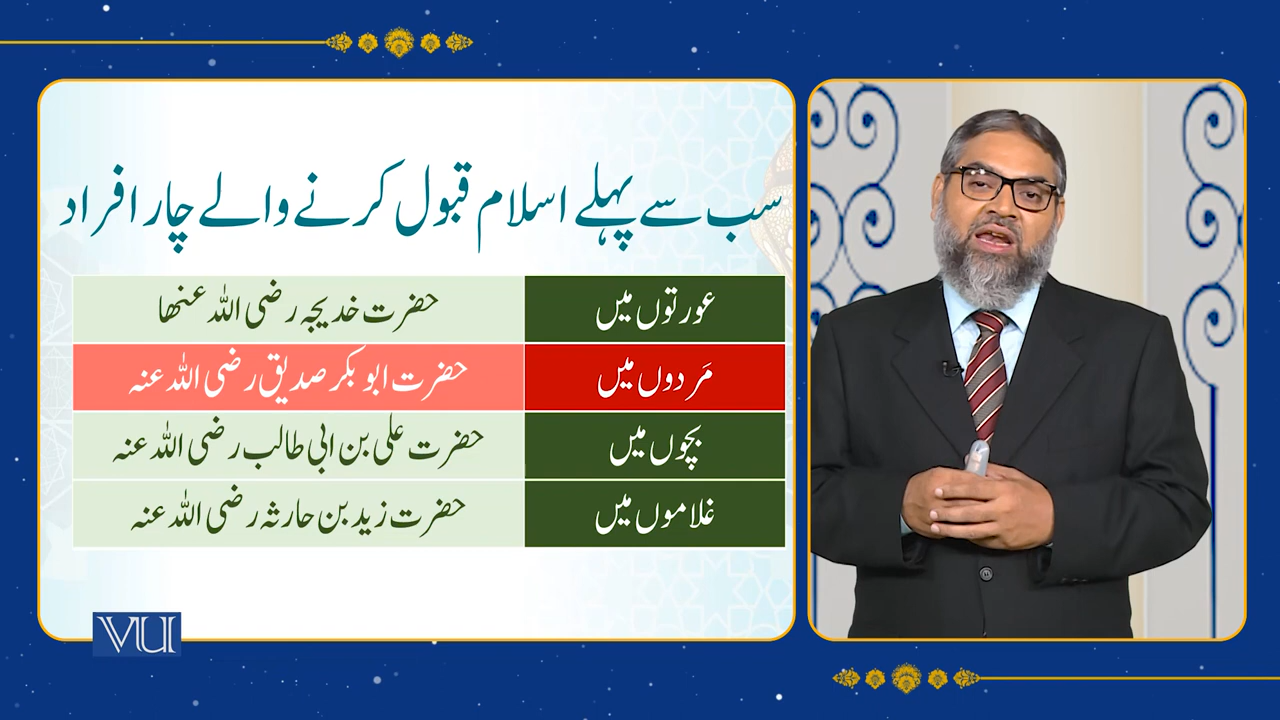 سب سے پہلے اسلام قبول کرنے والے چار افراد
عورتوں میں حضرت خدیجہ رضی اللہ عنھا
مَردوں میں حضرت ابو بکر صدیق رضی اللہ عنہ
بچوں میں حضرت علی بن ابی طالب رضی اللہ عنہ
غلاموں میں حضرت زید بن حارثہ رضی اللہ عنہ
VU